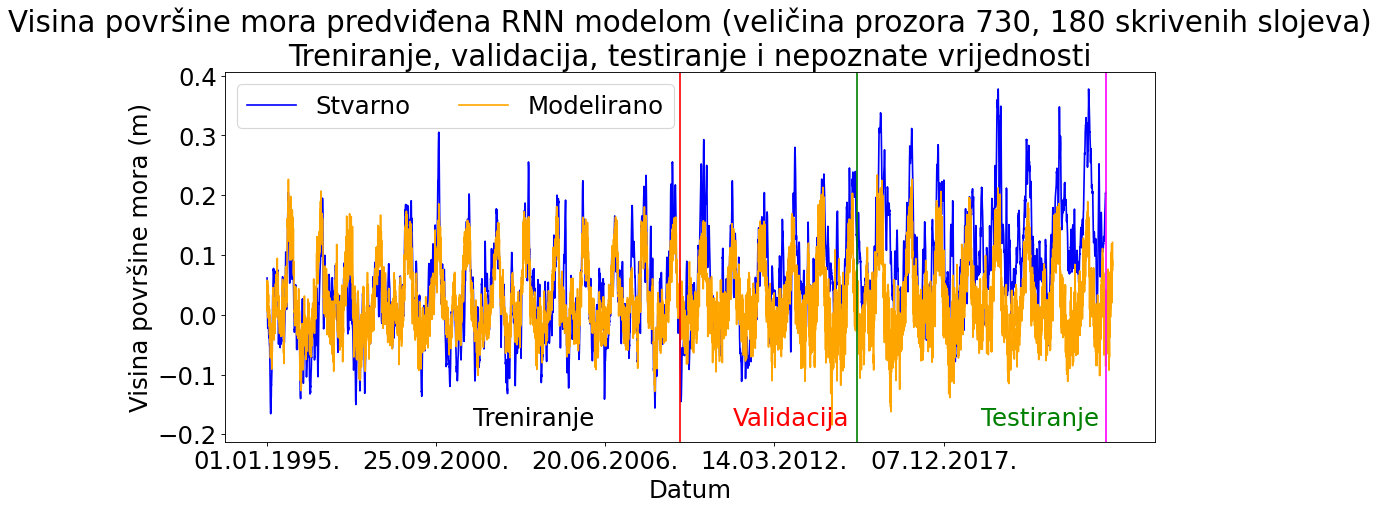 Visina površine mora predviđena RNN modelom (veličina prozora 730, 180 skrivenih slojeva)
Treniranje, validacija, testiranje i nepoznate vrijednosti
Stvarno
Modelirano
Visina površine mora (m)
0.4
0.3
0.2
0.1
0.0
−0.1
−0.2
Treniranje
Validacija
Testiranje
01.01.1995.
25.09.2000.
20.06.2006.
14.03.2012.
07.12.2017.
Datum